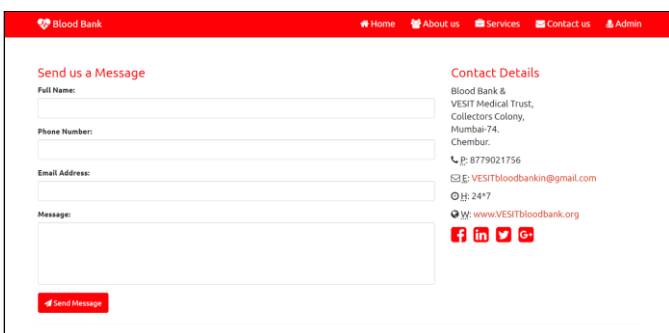 Blood Bank
Home About us Services Contact us Admin
Send us a Message
Full Name:
Phone Number:
Email Address:
Message:
Send Message
Contact Details
Blood Bank &
VESIT Medical Trust,
Collectors Colony,
Mumbai-74.
Chembur.
P: 8779021756
E: VESITbloodbankin@gmail.com
H: 24*7
W: www.VESITbloodbank.org